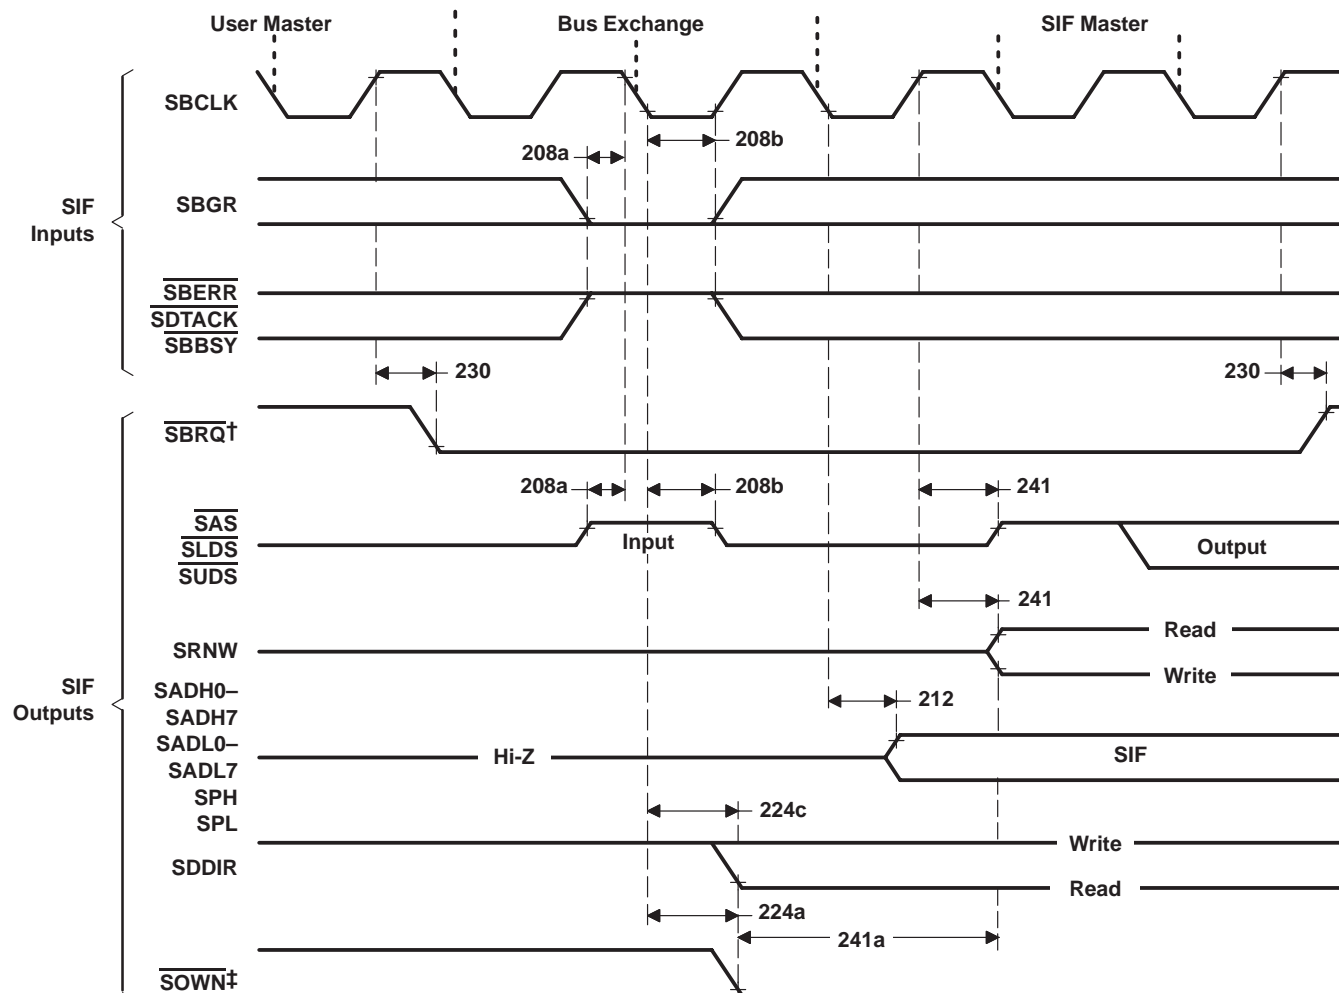 User Master
Bus Exchange
SIF Master
SBCLK
208a
208b
SIF
Inputs
SBGR
SBERR
SDTACK
SBBSY
230
230
SBRQ†
208a
208b
241
SAS
SLDS
SUDS
Input
Output
241
SRNW
Read
Write
SIF
Outputs
SADH0–
SADH7
SADL0–
SADL7
SPH
SPL
212
Hi-Z
SIF
224c
SDDIR
Write
Read
224a
241a
SOWN‡